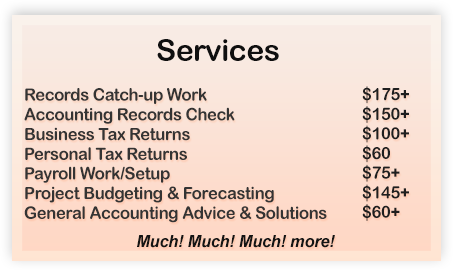 Services
Records Catch-up Work $175+
Accounting Records Check $150+
Business Tax Returns $100+
Personal Tax Returns $60
Payroll Work/Setup $75+
Project Budgeting & Forecasting $145+
General Accounting Advice & Solutions $60+
Much! Much! Much! more!